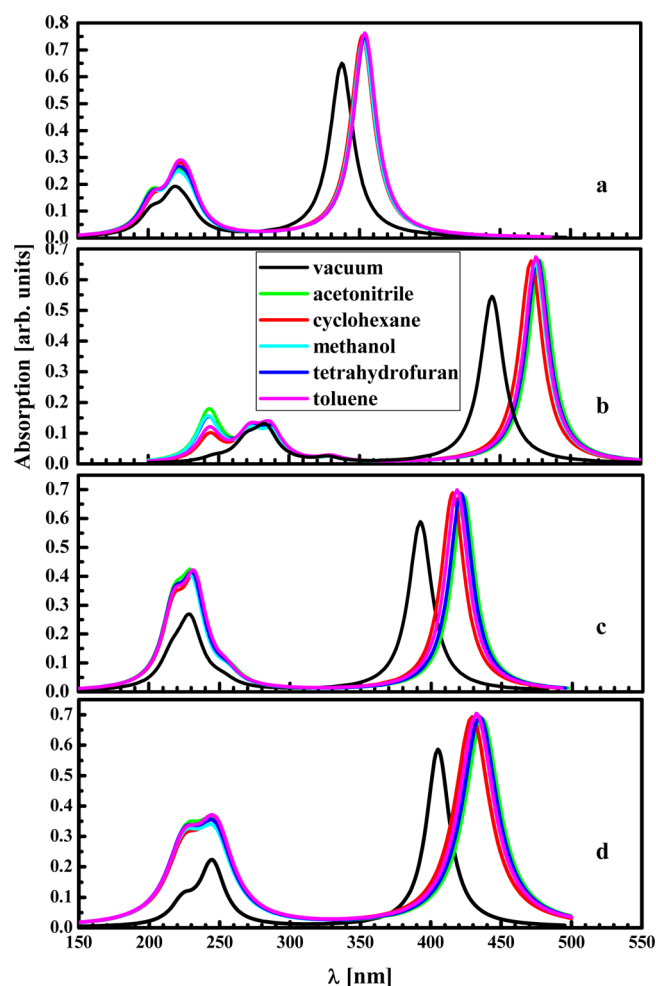 0.8
0.7
0.6
0.5
0.4
0.3
0.2
0.1
0.0
a
0.7
0.6
0.5
0.4
0.3
0.2
0.1
0.0
vacuum
acetonitrile
cyclohexane
methanol
tetrahydrofuran
toluene
b
Absorption [arb. units]
0.7
0.6
0.5
0.4
0.3
0.2
0.1
0.0
c
0.7
0.6
0.5
0.4
0.3
0.2
0.1
0.0
d
150 200 250 300 350 400 450 500 550
λ [nm]